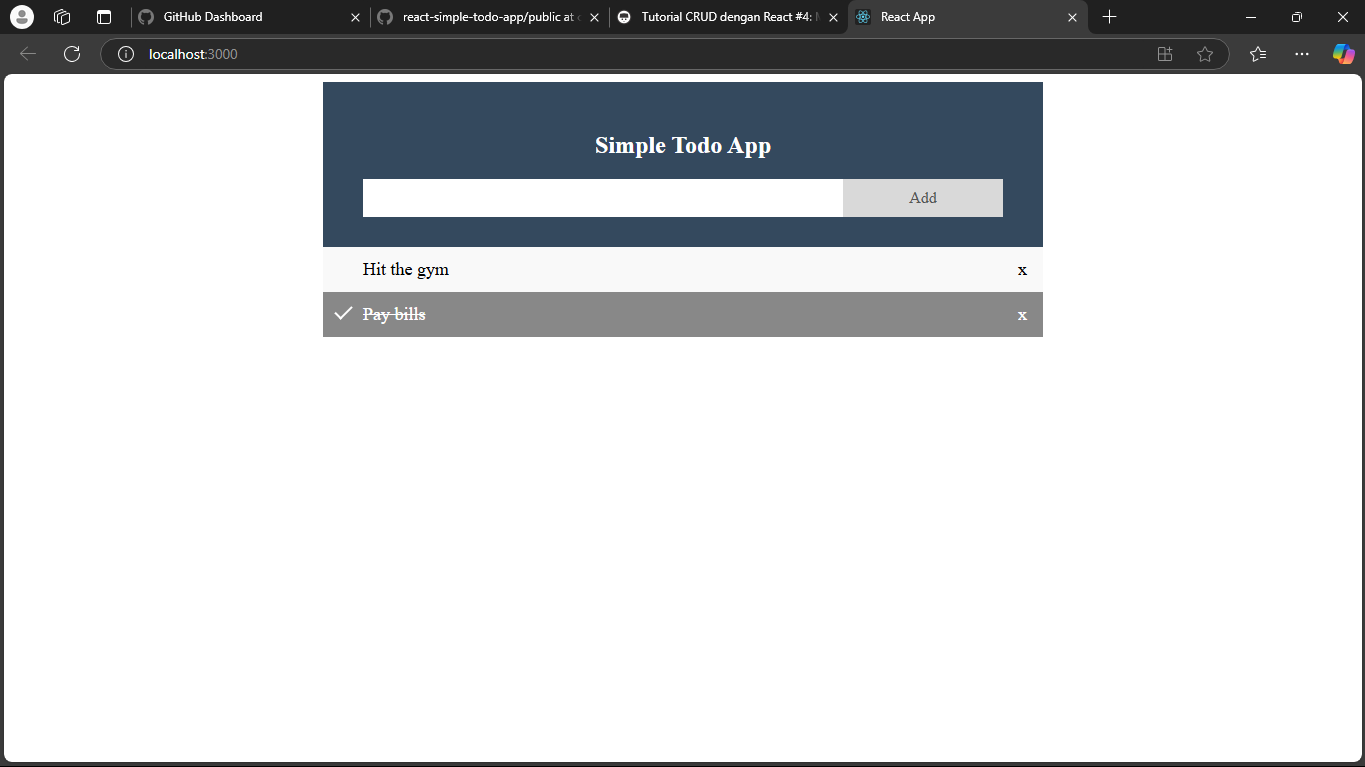 GitHub Dashboard
react-simple-todo-app/public at
Tutorial CRUD dengan React #4:
React App
localhost:3000
Simple Todo App
Add
Hit the gym
x
Pay bills
x